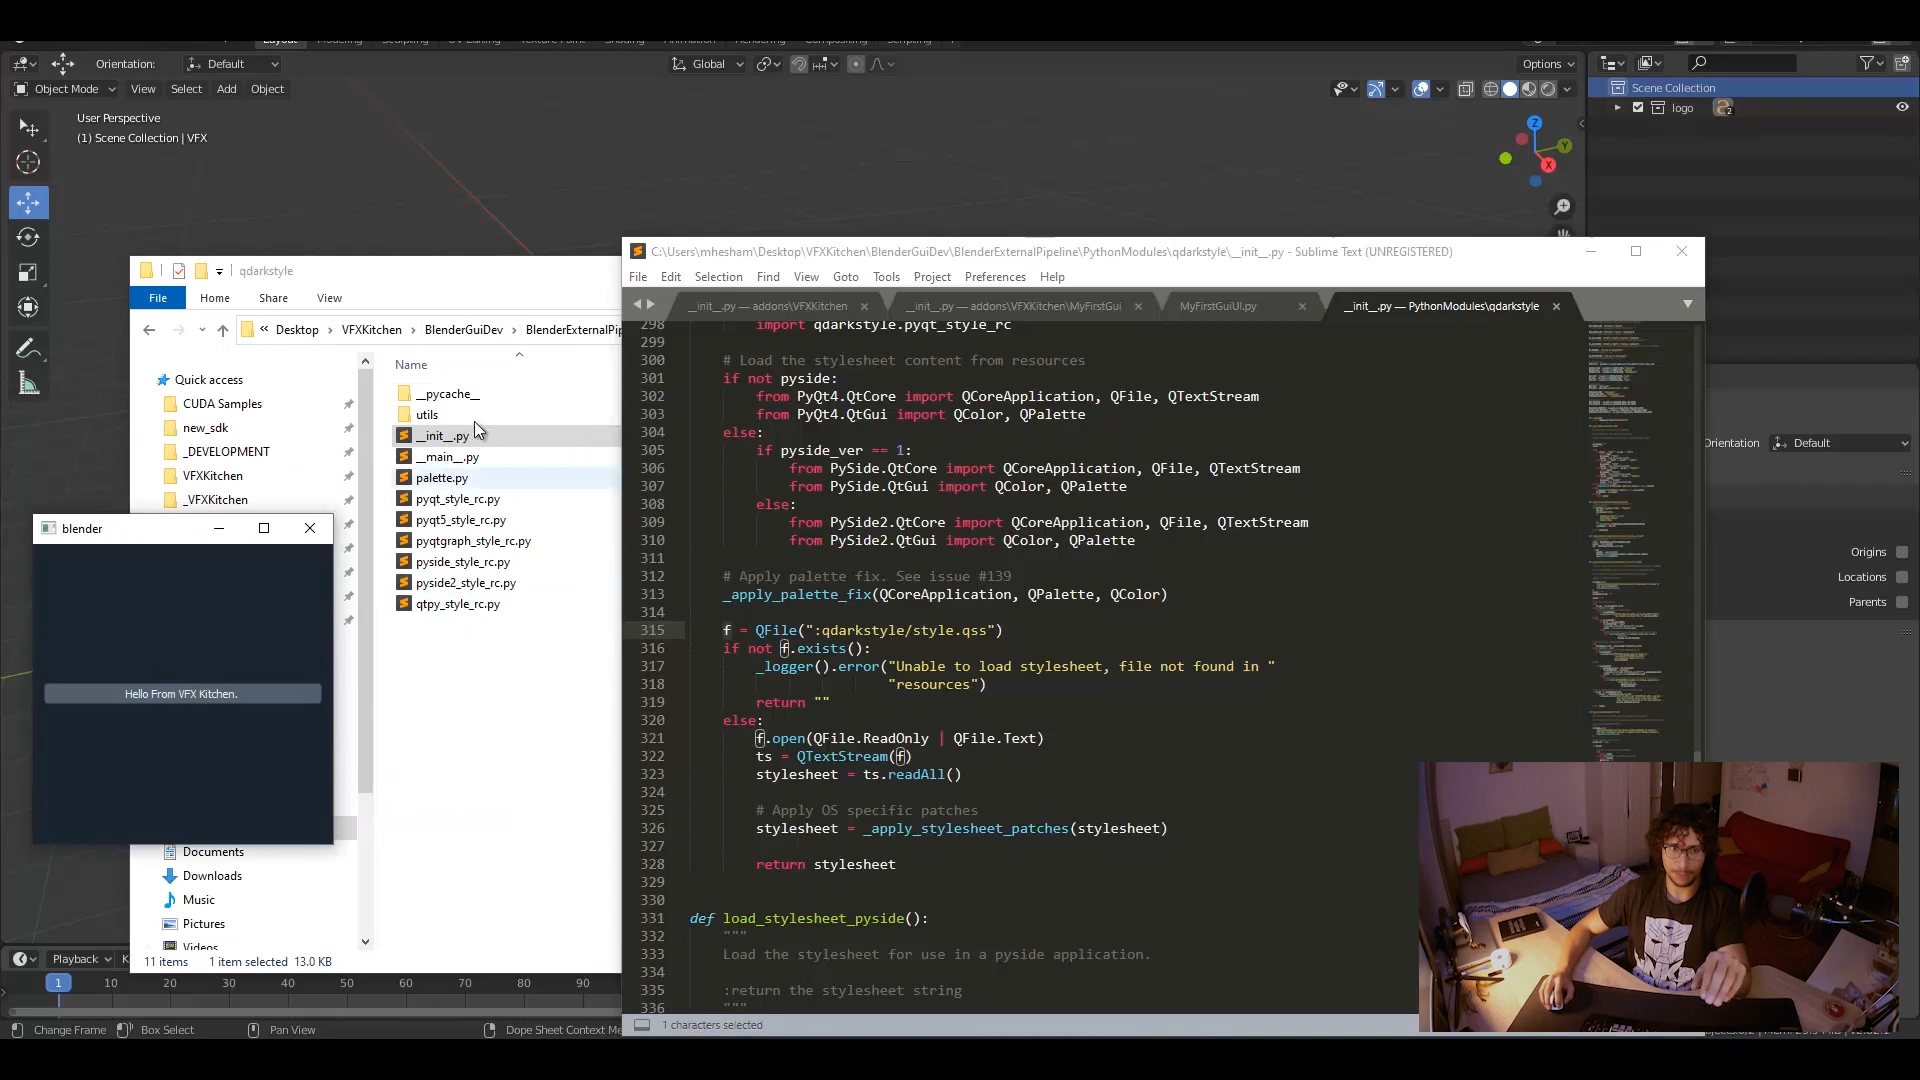 Layout
Orientation:
Default
Global
Options
Object Mode
View
Select
Add
Object
User Perspective
(1) Scene Collection | VFX
Z
Y
X
Scene Collection
logo
2
qdarkstyle
File
Home
Share
View
« Desktop › VFXKitchen › BlenderGuiDev › BlenderExternalPip
Name
Quick access
CUDA Samples
new_sdk
_DEVELOPMENT
VFXKitchen
_VFXKitchen
Documents
Downloads
Music
Pictures
Videos
__pycache__
utils
__init__.py
__main__.py
palette.py
pyqt_style_rc.py
pyqt5_style_rc.py
pyqtgraph_style_rc.py
pyside_style_rc.py
pyside2_style_rc.py
qtpy_style_rc.py
11 items
1 item selected 13.0 KB
blender
Hello From VFX Kitchen.
C:\Users\mhesham\Desktop\VFXKitchen\BlenderGuiDev\BlenderExternalPipeline\PythonModules\qdarkstyle\__init__.py - Sublime Text (UNREGISTERED)
File
Edit
Selection
Find
View
Goto
Tools
Project
Preferences
Help
__init__.py — addons\VFXKitchen
__init__.py — addons\VFXKitchen\MyFirstGui
MyFirstGuiUI.py
__init__.py — PythonModules\qdarkstyle
298 import qdarkstyle.pyqt_style_rc
299
300 # Load the stylesheet content from resources
301 if not pyside:
302 from PyQt4.QtCore import QCoreApplication, QFile, QTextStream
303 from PyQt4.QtGui import QColor, QPalette
304 else:
305 if pyside_ver == 1:
306 from PySide.QtCore import QCoreApplication, QFile, QTextStream
307 from PySide.QtGui import QColor, QPalette
308 else:
309 from PySide2.QtCore import QCoreApplication, QFile, QTextStream
310 from PySide2.QtGui import QColor, QPalette
311
312 # Apply palette fix. See issue #139
313 _apply_palette_fix(QCoreApplication, QPalette, QColor)
314
315 f = QFile(":qdarkstyle/style.qss")
316 if not f.exists():
317 _logger().error("Unable to load stylesheet, file not found in "
318 "resources")
319 return ""
320 else:
321 f.open(QFile.ReadOnly | QFile.Text)
322 ts = QTextStream(f)
323 stylesheet = ts.readAll()
324
325 # Apply OS specific patches
326 stylesheet = _apply_stylesheet_patches(stylesheet)
327
328 return stylesheet
329
330
331 def load_stylesheet_pyside():
332 """
333 Load the stylesheet for use in a pyside application.
334
335 :return the stylesheet string
336 """
1 characters selected
Orientation
Default
Origins
Locations
Parents
Playback
K
1
10
20
30
40
50
60
70
80
90
Change Frame
Box Select
Pan View
Dope Sheet Context Me